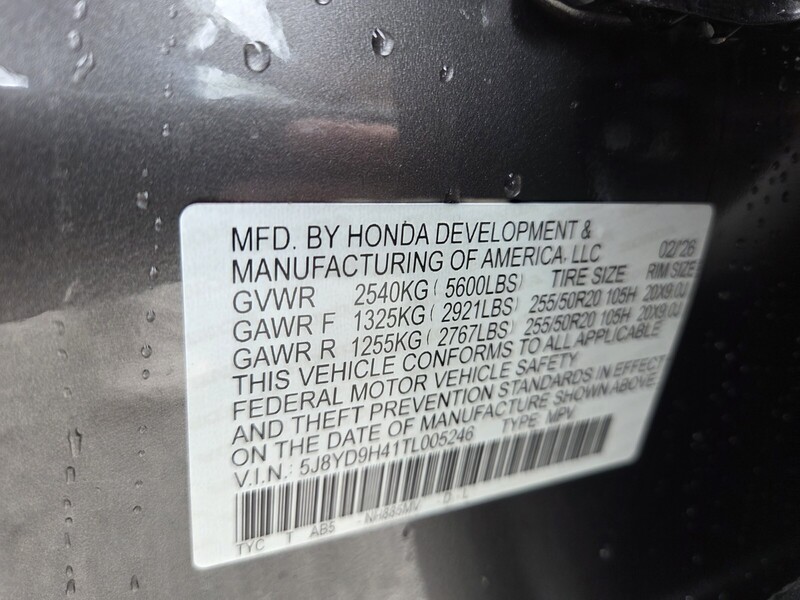 MFD. BY HONDA DEVELOPMENT &
MANUFACTURING OF AMERICA, LLC 02/'26
GVWR 2540KG ( 5600LBS) TIRE SIZE RIM SIZE
GAWR F 1325KG ( 2921LBS) 255/50R20 105H 20X9.0J
GAWR R 1255KG ( 2767LBS) 255/50R20 105H 20X9.0J
THIS VEHICLE CONFORMS TO ALL APPLICABLE
FEDERAL MOTOR VEHICLE SAFETY
AND THEFT PREVENTION STANDARDS IN EFFECT
ON THE DATE OF MANUFACTURE SHOWN ABOVE.
V.I.N.: 5J8YD9H41TL005246 TYPE: MPV
TYC T AB5 - NH885MV D - L